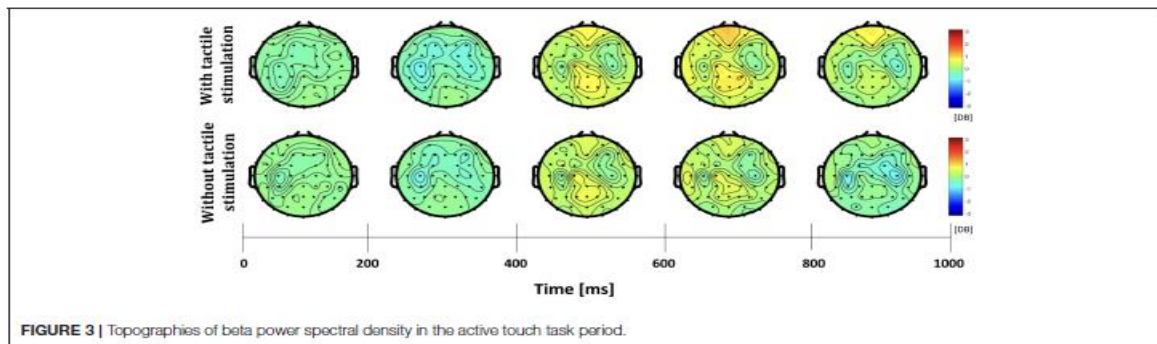 With tactile
stimulation
[DB]
Without tactile
stimulation
[DB]
0 200 400 600 800 1000
Time [ms]
FIGURE 3 | Topographies of beta power spectral density in the active touch task period.